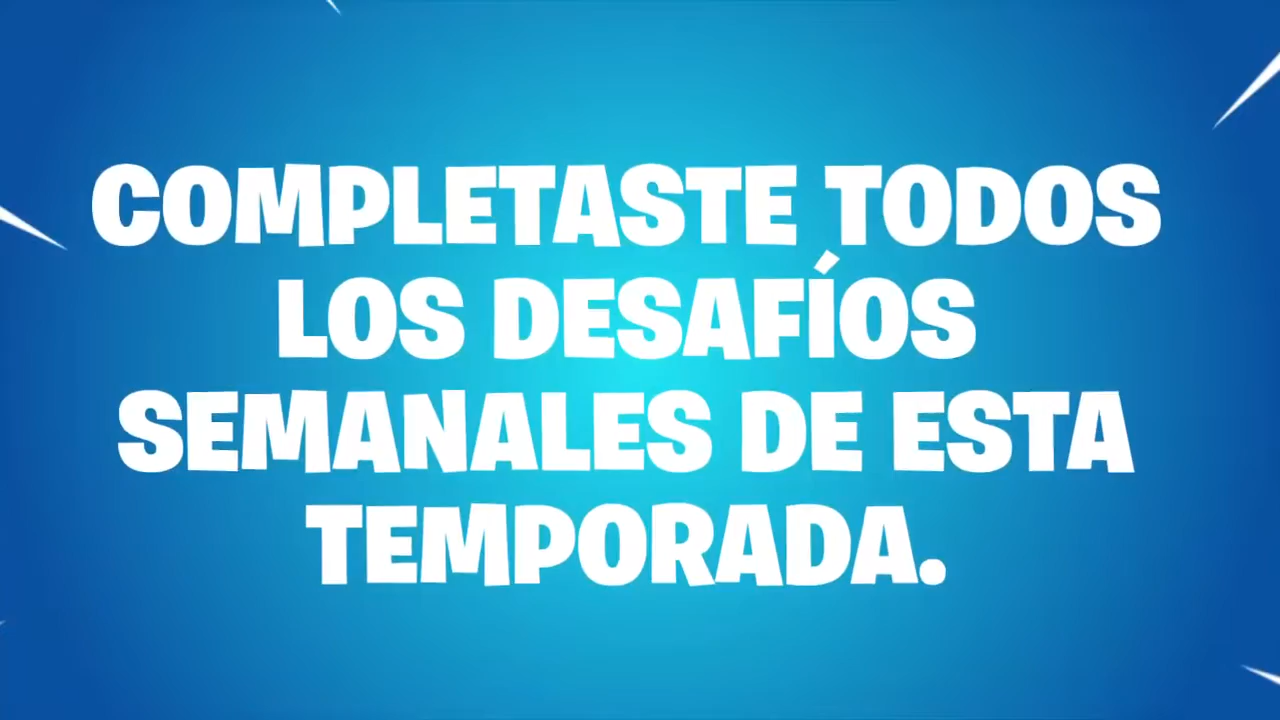 COMPLETASTE TODOS
LOS DESAFÍOS
SEMANALES DE ESTA
TEMPORADA.